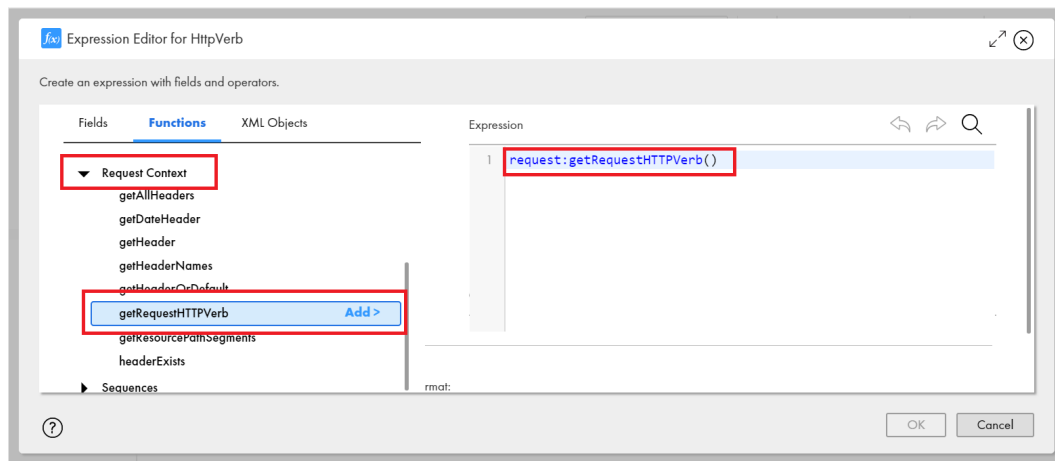 f(x) Expression Editor for HttpVerb
Create an expression with fields and operators.
Fields Functions XML Objects
Request Context
getAllHeaders
getDateHeader
getHeader
getHeaderNames
getHeaderOrDefault
getRequestHTTPVerb Add >
getResourcePathSegments
headerExists
Sequences
Expression
1 request:getRequestHTTPVerb()
rmat:
?
OK Cancel